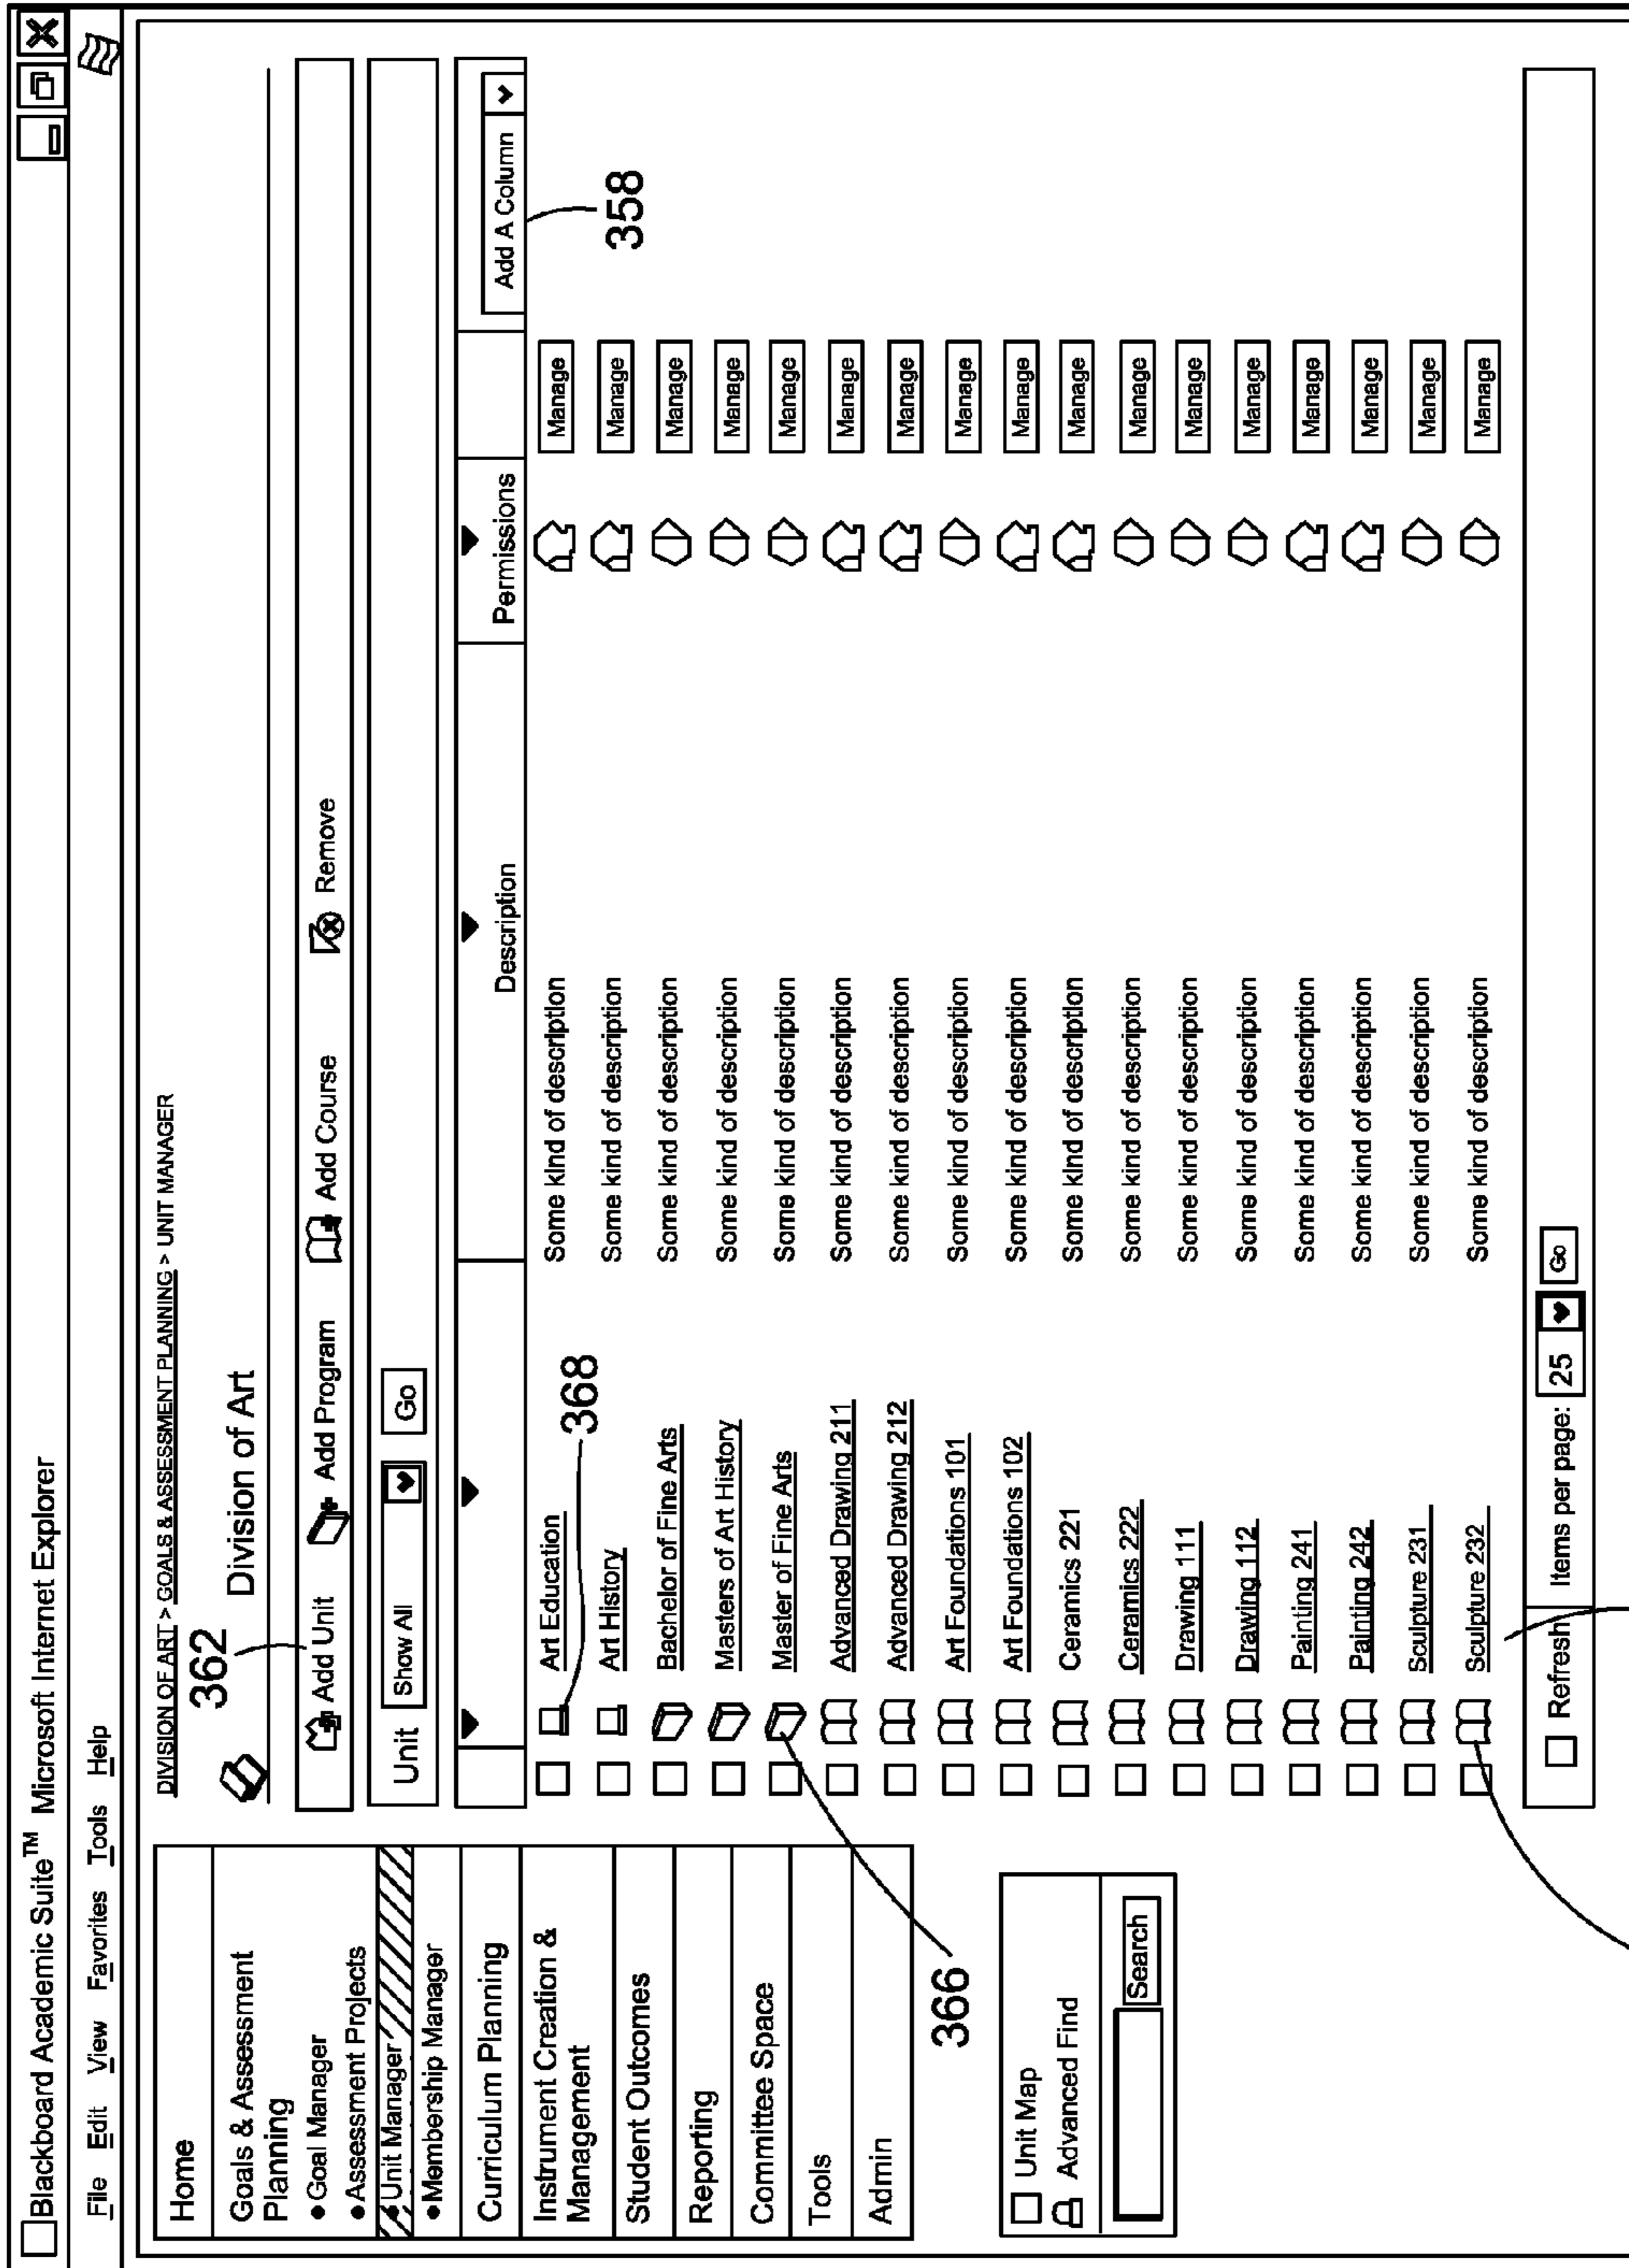 Blackboard Academic Suite™ Microsoft Internet Explorer
File Edit View Favorites Tools Help
Home
Goals & Assessment
Planning
•Goal Manager
•Assessment Projects
•Unit Manager
•Membership Manager
Curriculum Planning
Instrument Creation &
Management
Student Outcomes
Reporting
Committee Space
Tools
Admin
366
Unit Map
Advanced Find
Search
DIVISION OF ART > GOALS & ASSESSMENT PLANNING > UNIT MANAGER
362
Division of Art
Add Unit Add Program Add Course Remove
Unit Show All Go
Description Permissions Add A Column
358
368
Art Education Some kind of description Manage
Art History Some kind of description Manage
Bachelor of Fine Arts Some kind of description Manage
Masters of Art History Some kind of description Manage
Master of Fine Arts Some kind of description Manage
Advanced Drawing 211 Some kind of description Manage
Advanced Drawing 212 Some kind of description Manage
Art Foundations 101 Some kind of description Manage
Art Foundations 102 Some kind of description Manage
Ceramics 221 Some kind of description Manage
Ceramics 222 Some kind of description Manage
Drawing 111 Some kind of description Manage
Drawing 112 Some kind of description Manage
Painting 241 Some kind of description Manage
Painting 242 Some kind of description Manage
Sculpture 231 Some kind of description Manage
Sculpture 232 Some kind of description Manage
Refresh Items per page: 25 Go